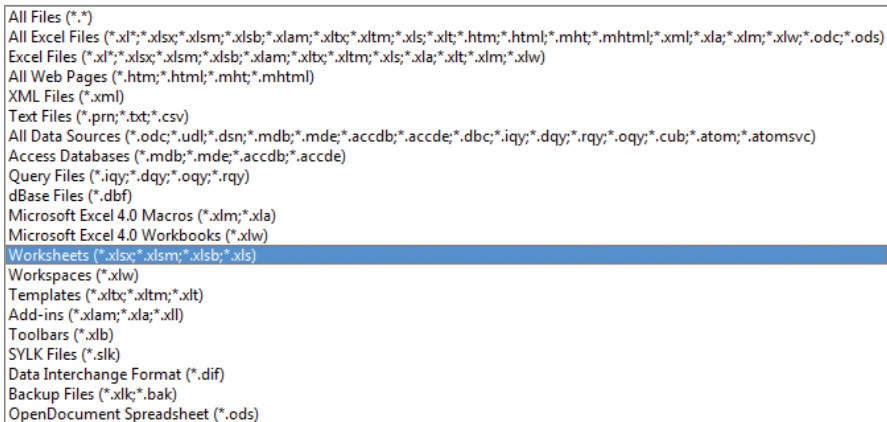 All Files (*.*)
All Excel Files (*.xl*;*.xlsx;*.xlsm;*.xlsb;*.xlam;*.xltx;*.xltm;*.xls;*.xlt;*.htm;*.html;*.mht;*.mhtml;*.xml;*.xla;*.xlm;*.xlw;*.odc;*.ods)
Excel Files (*.xl*;*.xlsx;*.xlsm;*.xlsb;*.xlam;*.xltx;*.xltm;*.xls;*.xla;*.xlt;*.xlm;*.xlw)
All Web Pages (*.htm;*.html;*.mht;*.mhtml)
XML Files (*.xml)
Text Files (*.prn;*.txt;*.csv)
All Data Sources (*.odc;*.udl;*.dsn;*.mdb;*.mde;*.accdb;*.accde;*.dbc;*.iqy;*.dqy;*.rqy;*.oqy;*.cub;*.atom;*.atomsvc)
Access Databases (*.mdb;*.mde;*.accdb;*.accde)
Query Files (*.iqy;*.dqy;*.oqy;*.rqy)
dBase Files (*.dbf)
Microsoft Excel 4.0 Macros (*.xlm;*.xla)
Microsoft Excel 4.0 Workbooks (*.xlw)
Worksheets (*.xlsx;*.xlsm;*.xlsb;*.xls)
Workspaces (*.xlw)
Templates (*.xltx;*.xltm;*.xlt)
Add-ins (*.xlam;*.xla;*.xll)
Toolbars (*.xlb)
SYLK Files (*.slk)
Data Interchange Format (*.dif)
Backup Files (*.xlk;*.bak)
OpenDocument Spreadsheet (*.ods)